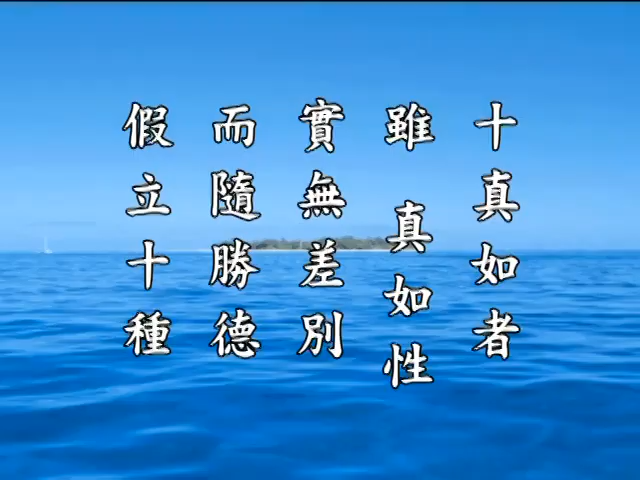 十真如者
雖 真如性
實無差別
而隨勝德
假立十種